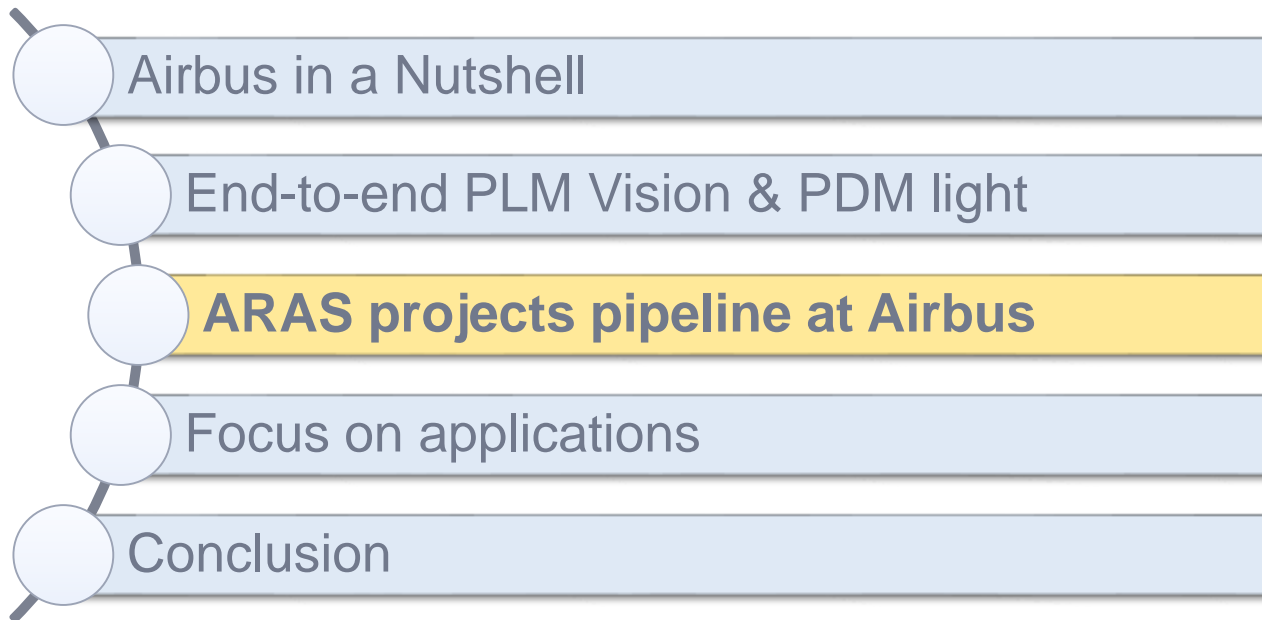 Airbus in a Nutshell
End-to-end PLM Vision & PDM light
ARAS projects pipeline at Airbus
Focus on applications
Conclusion